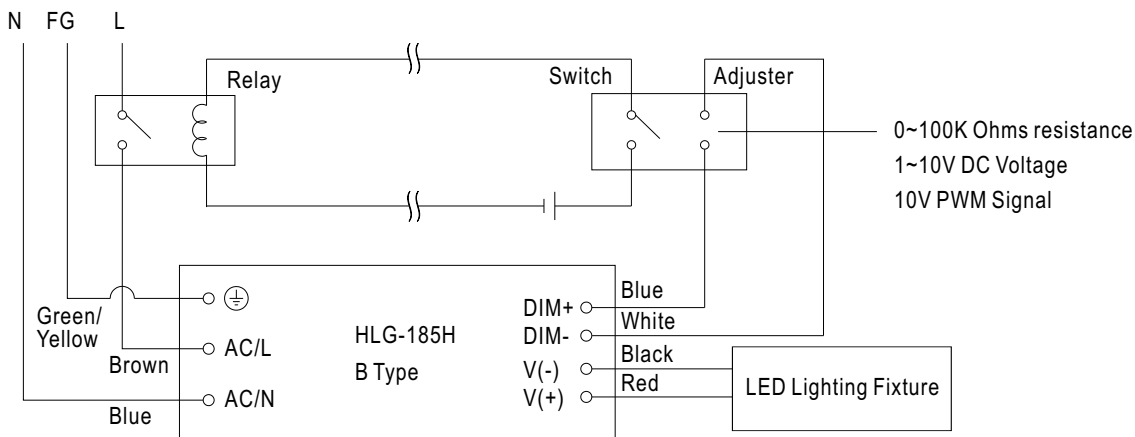 N FG L
Relay
Switch
Adjuster
0~100K Ohms resistance
1~10V DC Voltage
10V PWM Signal
Green/
Yellow
Brown
Blue
AC/L
AC/N
HLG-185H
B Type
DIM+
DIM-
V(-)
V(+)
Blue
White
Black
Red
LED Lighting Fixture